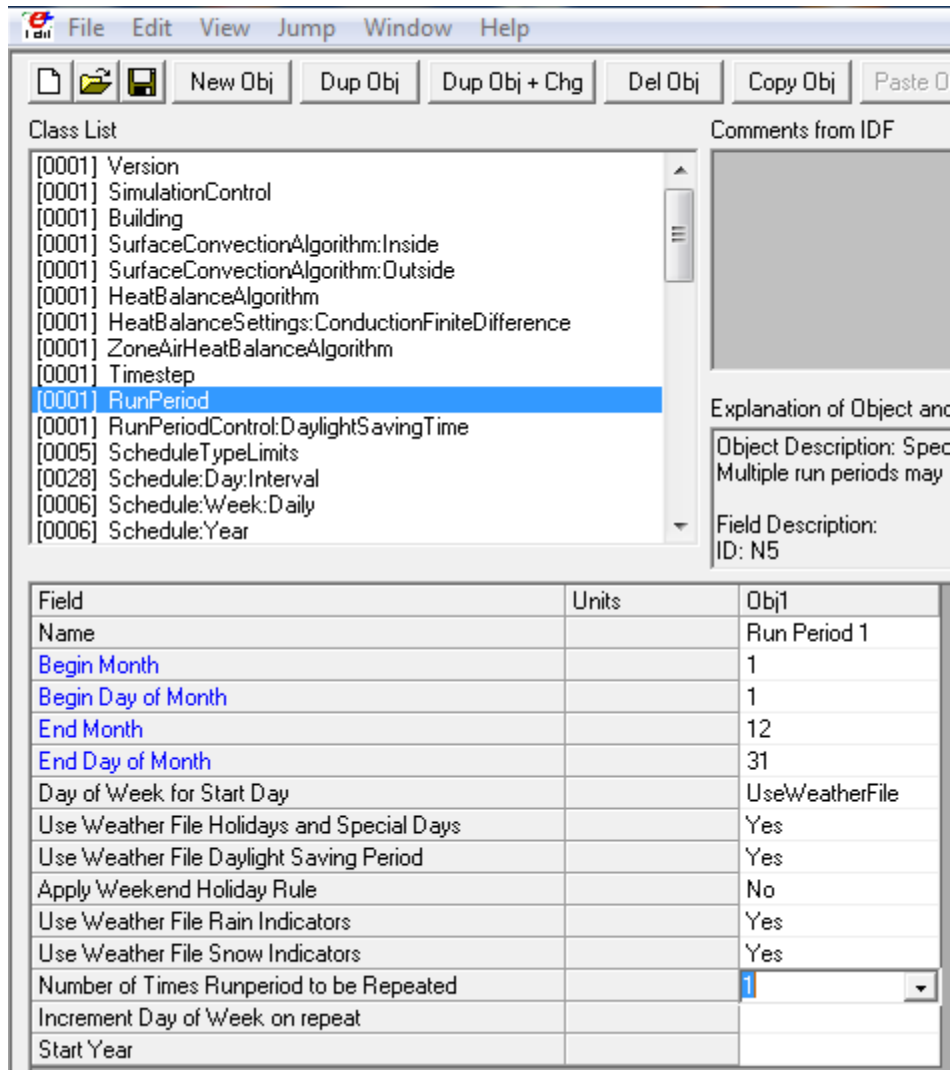 File Edit View Jump Window Help
New Obj Dup Obj Dup Obj + Chg Del Obj Copy Obj Paste O
Class List
[0001] Version
[0001] SimulationControl
[0001] Building
[0001] SurfaceConvectionAlgorithm:Inside
[0001] SurfaceConvectionAlgorithm:Outside
[0001] HeatBalanceAlgorithm
[0001] HeatBalanceSettings:ConductionFiniteDifference
[0001] ZoneAirHeatBalanceAlgorithm
[0001] Timestep
[0001] RunPeriod
[0001] RunPeriodControl:DaylightSavingTime
[0005] ScheduleTypeLimits
[0028] Schedule:Day:Interval
[0006] Schedule:Week:Daily
[0006] Schedule:Year
Comments from IDF
Explanation of Object and
Object Description: Spec
Multiple run periods may
Field Description:
ID: N5
Field Units Obj1
Name Run Period 1
Begin Month 1
Begin Day of Month 1
End Month 12
End Day of Month 31
Day of Week for Start Day UseWeatherFile
Use Weather File Holidays and Special Days Yes
Use Weather File Daylight Saving Period Yes
Apply Weekend Holiday Rule No
Use Weather File Rain Indicators Yes
Use Weather File Snow Indicators Yes
Number of Times Runperiod to be Repeated 1
Increment Day of Week on repeat
Start Year